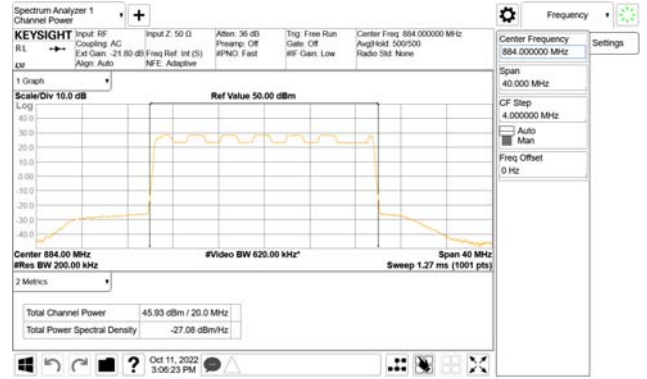 Spectrum Analyzer 1
Channel Power
Frequency
KEYSIGHT
RL
LU
Input: RF
Coupling: AC
Ext Gain: -21.80 dB
Align: Auto
Input Z: 50 Ω
Freq Ref: Int (S)
NFE: Adaptive
Atten: 36 dB
Preamp: Off
#PNO: Fast
Trig: Free Run
Gate: Off
#IF Gain: Low
Center Freq: 884.000000 MHz
Avg|Hold: 500/500
Radio Std: None
Center Frequency
884.000000 MHz
Settings
Span
40.000 MHz
CF Step
4.000000 MHz
Auto
Man
Freq Offset
0 Hz
1 Graph
Scale/Div 10.0 dB
Ref Value 50.00 dBm
Log
40.0
30.0
20.0
10.0
0.00
-10.0
-20.0
-30.0
-40.0
Center 884.00 MHz
#Video BW 620.00 kHz*
Span 40 MHz
#Res BW 200.00 kHz
Sweep 1.27 ms (1001 pts)
2 Metrics
Total Channel Power 45.93 dBm / 20.0 MHz
Total Power Spectral Density -27.08 dBm/Hz
?
Oct 11, 2022
3:06:23 PM